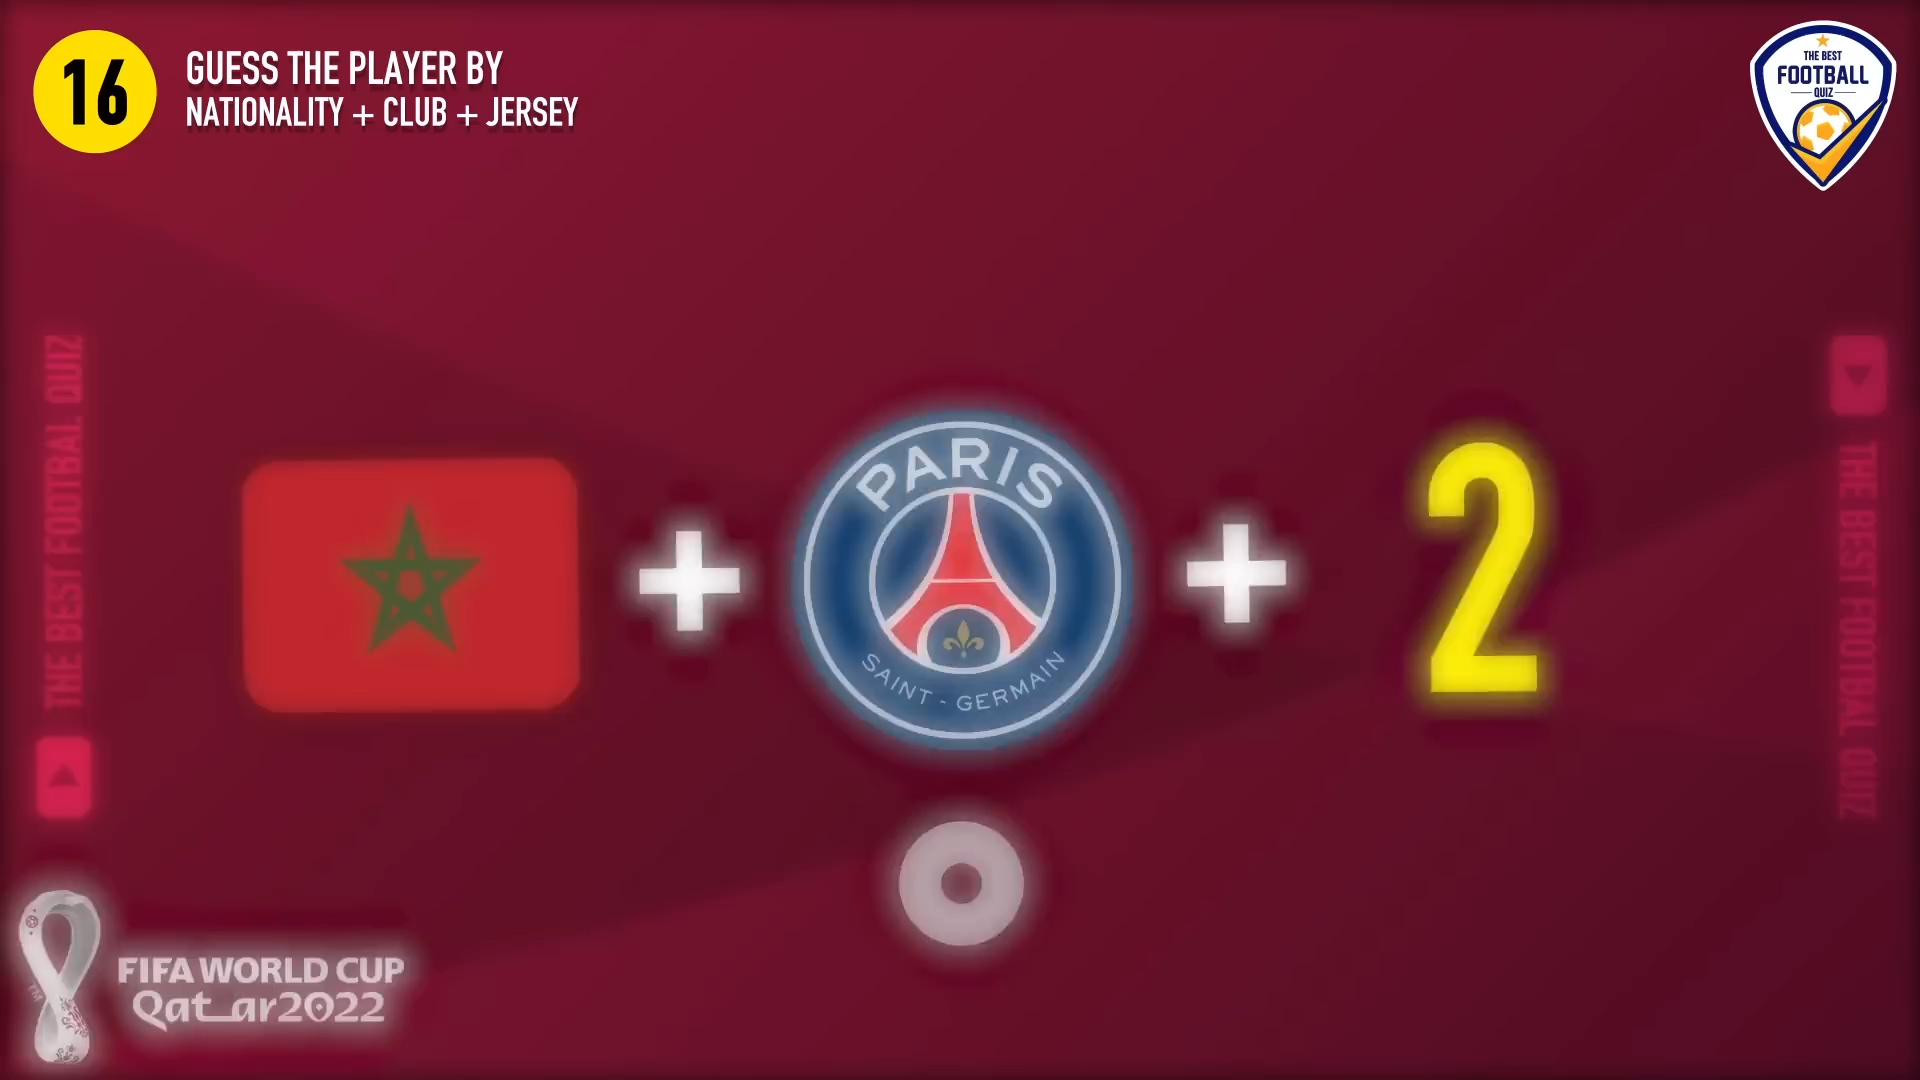 16
GUESS THE PLAYER BY
NATIONALITY + CLUB + JERSEY
THE BEST
FOOTBALL
QUIZ
THE BEST FOOTBAL QUIZ
PARIS
SAINT - GERMAIN
+
+
2
THE BEST FOOTBAL QUIZ
FIFA WORLD CUP
Qatar2022
TM